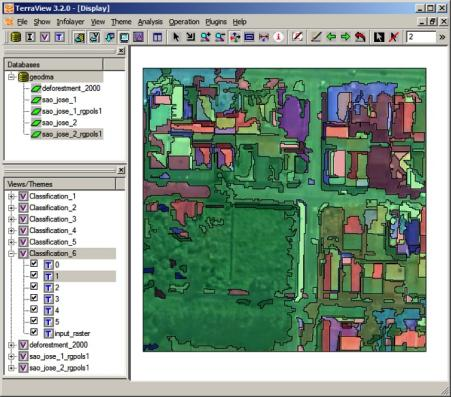 TerraView 3.2.0 - [Display]
File Show Infolayer View Theme Analysis Operation Plugins Help
I V T 2 »
Databases
geodma
deforestment_2000
sao_jose_1
sao_jose_1_rgpols1
sao_jose_2
sao_jose_2_rgpols1
Views/Themes
V Classification_1
V Classification_2
V Classification_3
V Classification_4
V Classification_5
V Classification_6
T 0
T 1
T 2
T 3
T 4
T 5
T input_raster
V deforestment_2000
V sao_jose_1_rgpols1
V sao_jose_2_rgpols1